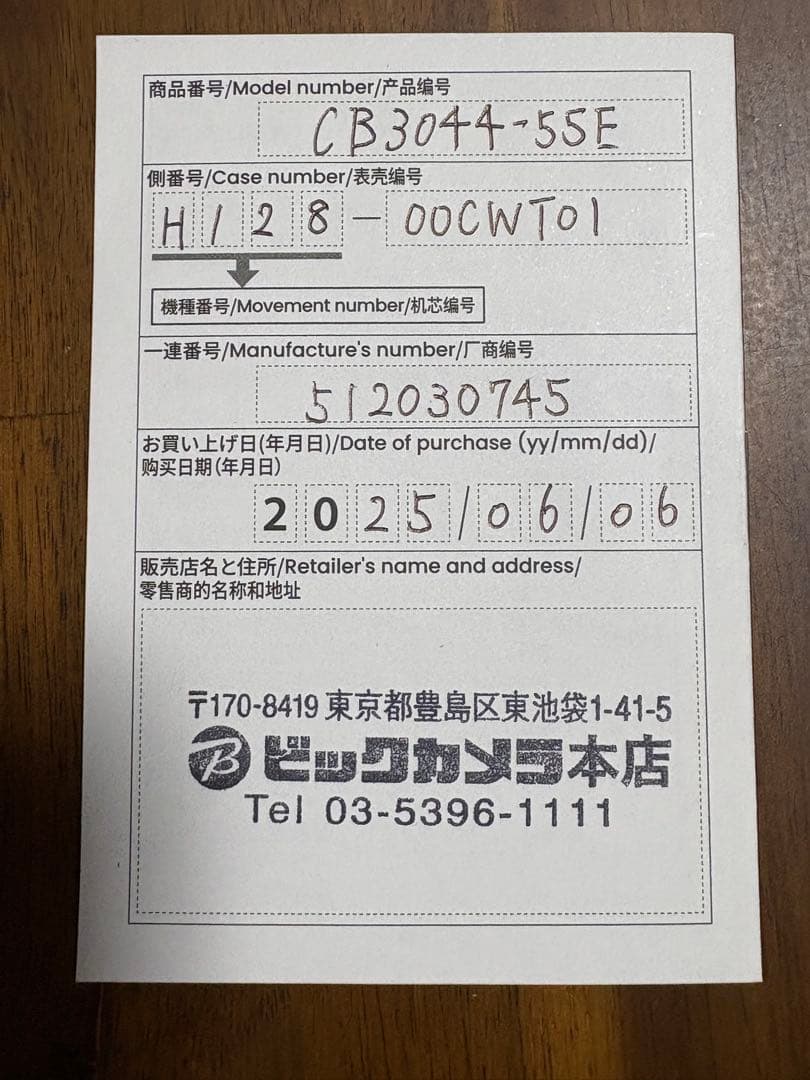 商品番号/Model number/产品编号
CB3044-55E
側番号/Case number/表壳编号
H128-00CWT01
機種番号/Movement number/机芯编号
一連番号/Manufacture's number/厂商编号
512030745
お買い上げ日(年月日)/Date of purchase (yy/mm/dd)/
购买日期(年月日)
2025/06/06
販売店名と住所/Retailer's name and address/
零售商的名称和地址
〒170-8419 東京都豊島区東池袋1-41-5
B ビックカメラ本店
Tel 03-5396-1111